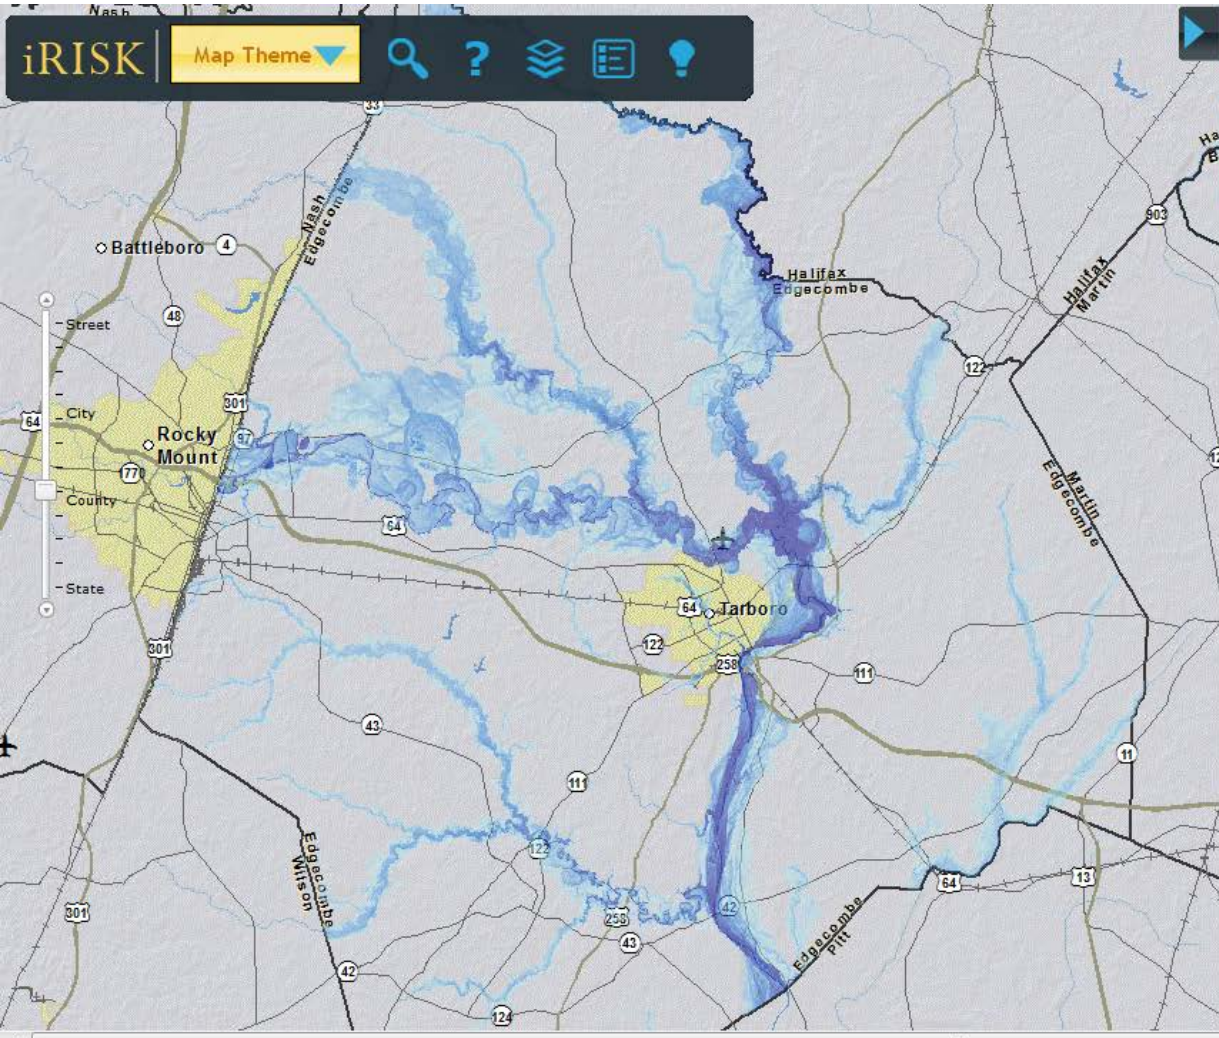 Nash
iRISK
Map Theme
?
33
903
Nash
Edgecombe
Battleboro
4
Halifax
Edgecombe
Halifax
Martin
48
Street
122
301
City
64
Rocky
Mount
97
770
County
64
Martin
Edgecombe
State
64
Tarboro
122
301
258
111
43
11
111
122
Edgecombe
Wilson
64
13
301
258
42
43
Edgecombe
Pitt
42
124